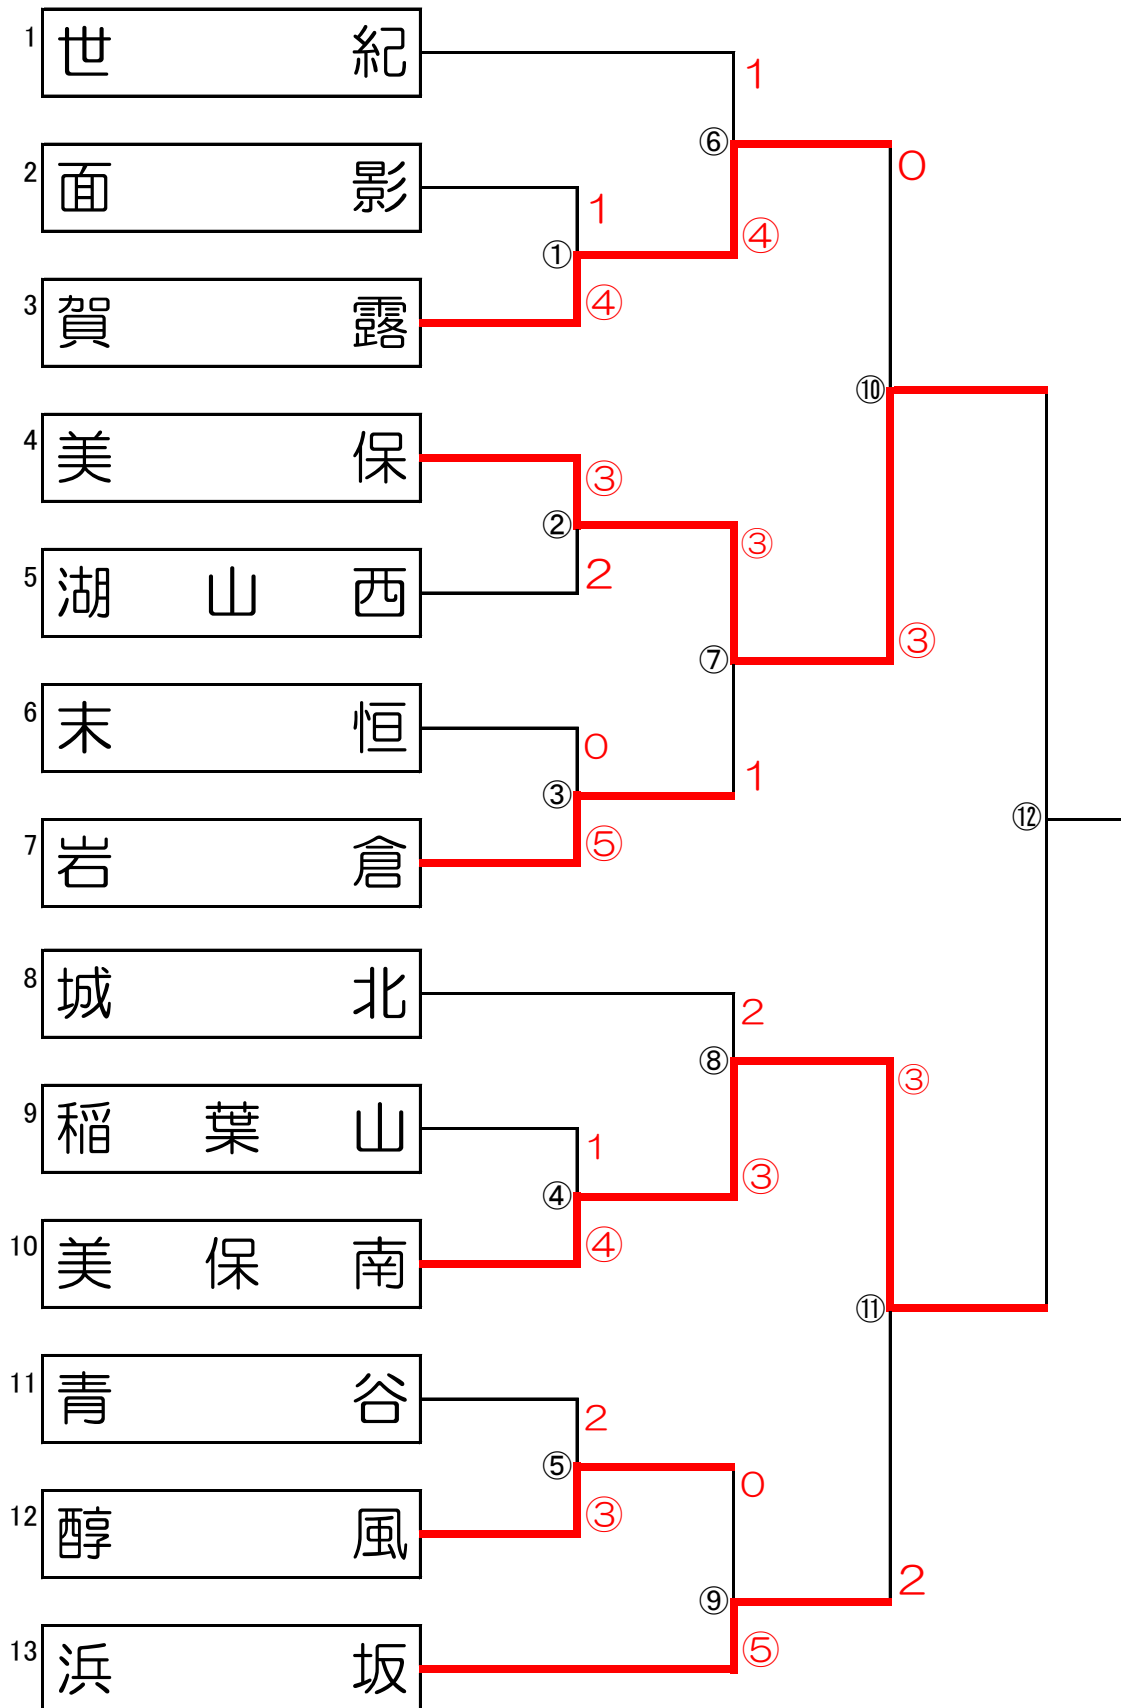 1 世紀
1
⑥
0
2 面影
1
①
④
④
3 賀露
⑩
4 美保
③
②
③
5 湖山西
2
③
⑦
6 末恒
0
1
③
⑫
7 岩倉
⑤
8 城北
2
⑧
③
9 稲葉山
1
③
④
10 美保南
④
⑪
11 青谷
2
⑤
0
12 醇風
③
2
⑨
13 浜坂
⑤